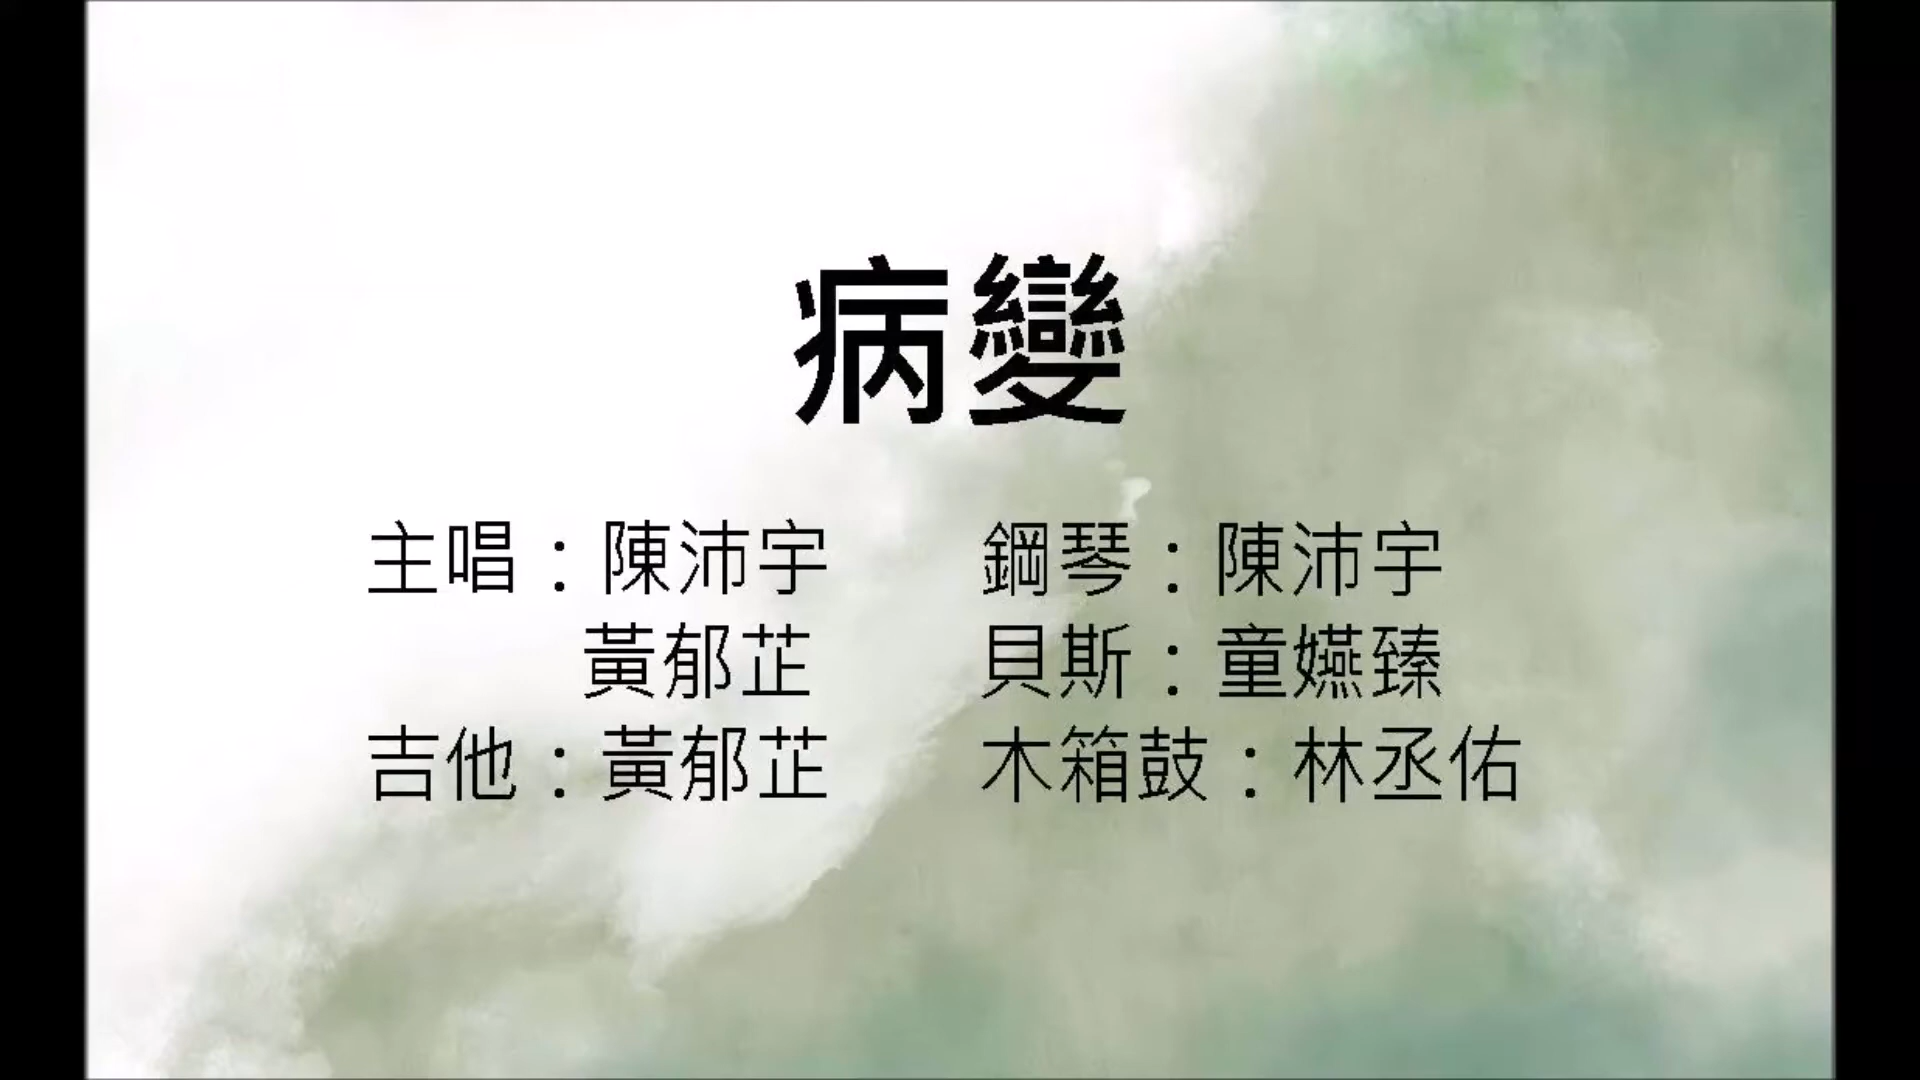 病變
主唱：陳沛宇
黃郁芷
吉他：黃郁芷
鋼琴：陳沛宇
貝斯：童嬿臻
木箱鼓：林丞佑